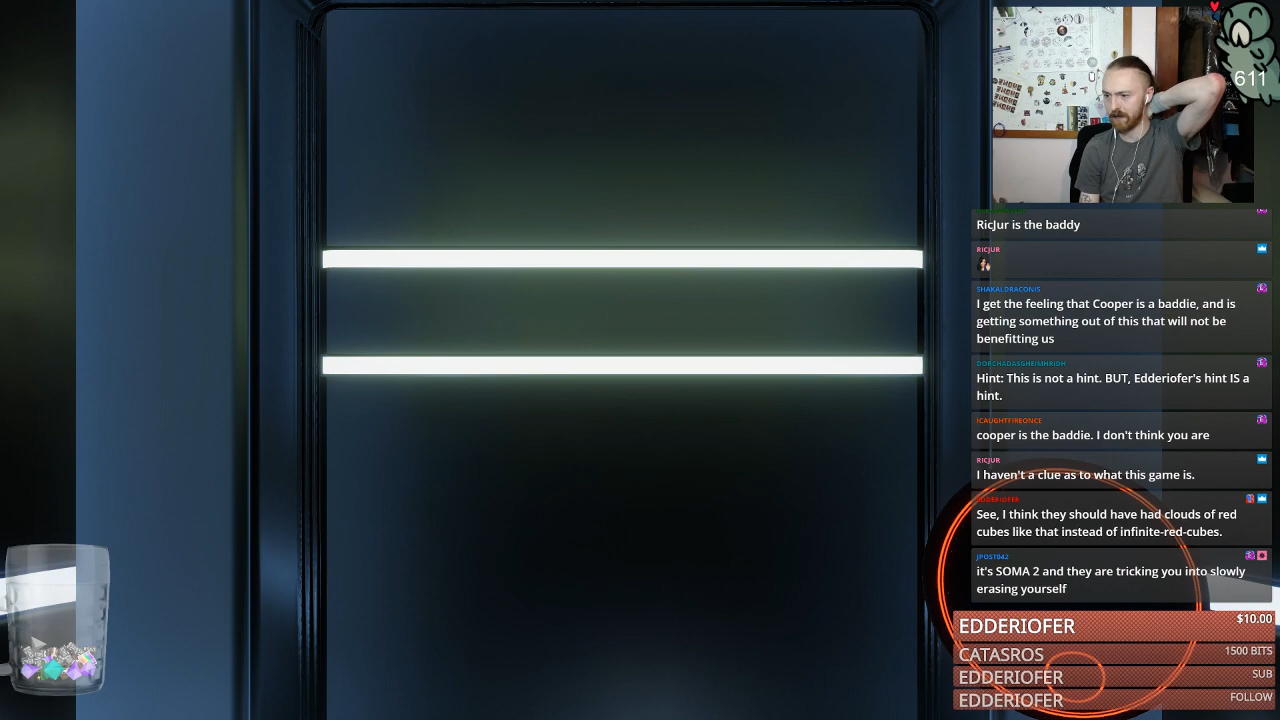 611
RicJur is the baddy
RICJUR
SHAKALDRACONIS
I get the feeling that Cooper is a baddie, and is
getting something out of this that will not be
benefitting us
DORCHADASGHEIMHRIDH
Hint: This is not a hint. BUT, Edderiofer's hint IS a
hint.
ICAUGHTFIREONCE
cooper is the baddie. I don't think you are
RICJUR
I haven't a clue as to what this game is.
EDDERIOFER
See, I think they should have had clouds of red
cubes like that instead of infinite-red-cubes.
JPOST042
it's SOMA 2 and they are tricking you into slowly
erasing yourself
EDDERIOFER $10.00
CATASROS 1500 BITS
EDDERIOFER SUB
EDDERIOFER FOLLOW